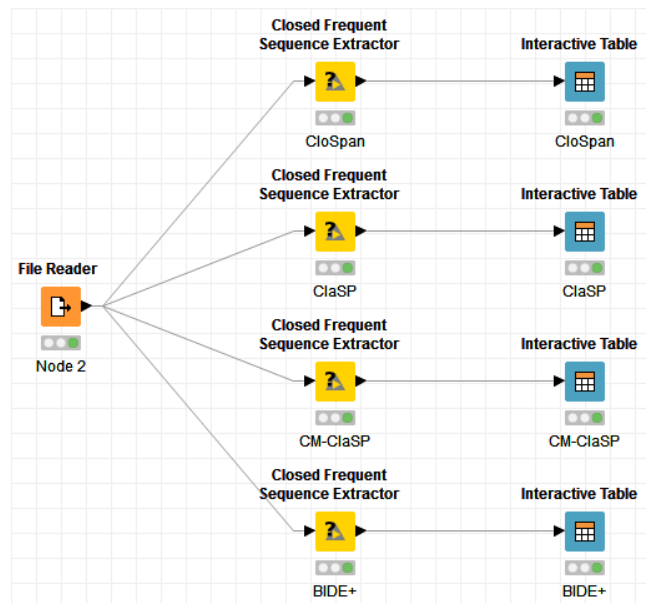 Closed Frequent
Sequence Extractor
Interactive Table
CloSpan
CloSpan
Closed Frequent
Sequence Extractor
Interactive Table
ClaSP
ClaSP
File Reader
Node 2
Closed Frequent
Sequence Extractor
Interactive Table
CM-ClaSP
CM-ClaSP
Closed Frequent
Sequence Extractor
Interactive Table
BIDE+
BIDE+